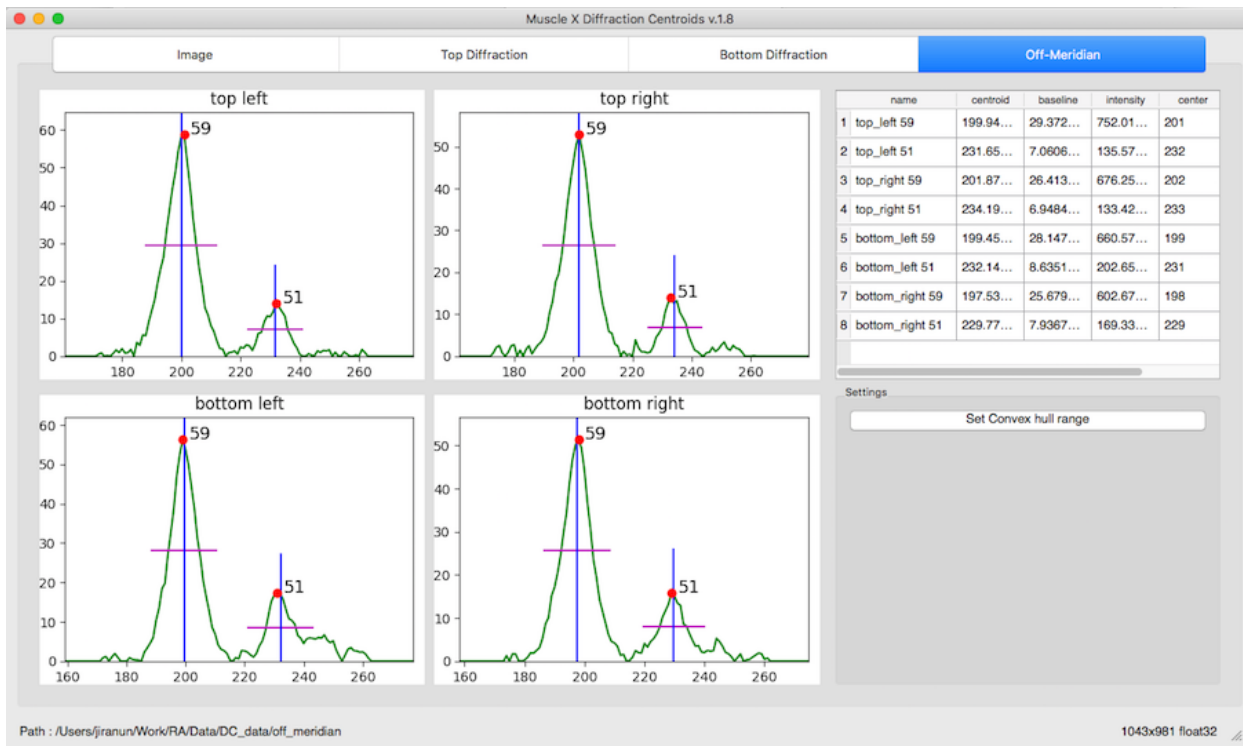 Muscle X Diffraction Centroids v.1.8
Image Top Diffraction Bottom Diffraction Off-Meridian
top left
60
50
40
30
20
10
0
180 200 220 240 260
59
51
top right
50
40
30
20
10
0
180 200 220 240 260
59
51
bottom left
60
50
40
30
20
10
0
160 180 200 220 240 260
59
51
bottom right
50
40
30
20
10
0
160 180 200 220 240 260
59
51
name centroid baseline intensity center
1 top_left 59 199.94... 29.372... 752.01... 201
2 top_left 51 231.65... 7.0606... 135.57... 232
3 top_right 59 201.87... 26.413... 676.25... 202
4 top_right 51 234.19... 6.9484... 133.42... 233
5 bottom_left 59 199.45... 28.147... 660.57... 199
6 bottom_left 51 232.14... 8.6351... 202.65... 231
7 bottom_right 59 197.53... 25.679... 602.67... 198
8 bottom_right 51 229.77... 7.9367... 169.33... 229
Settings
Set Convex hull range
Path : /Users/jiranun/Work/RA/Data/DC_data/off_meridian
1043x981 float32